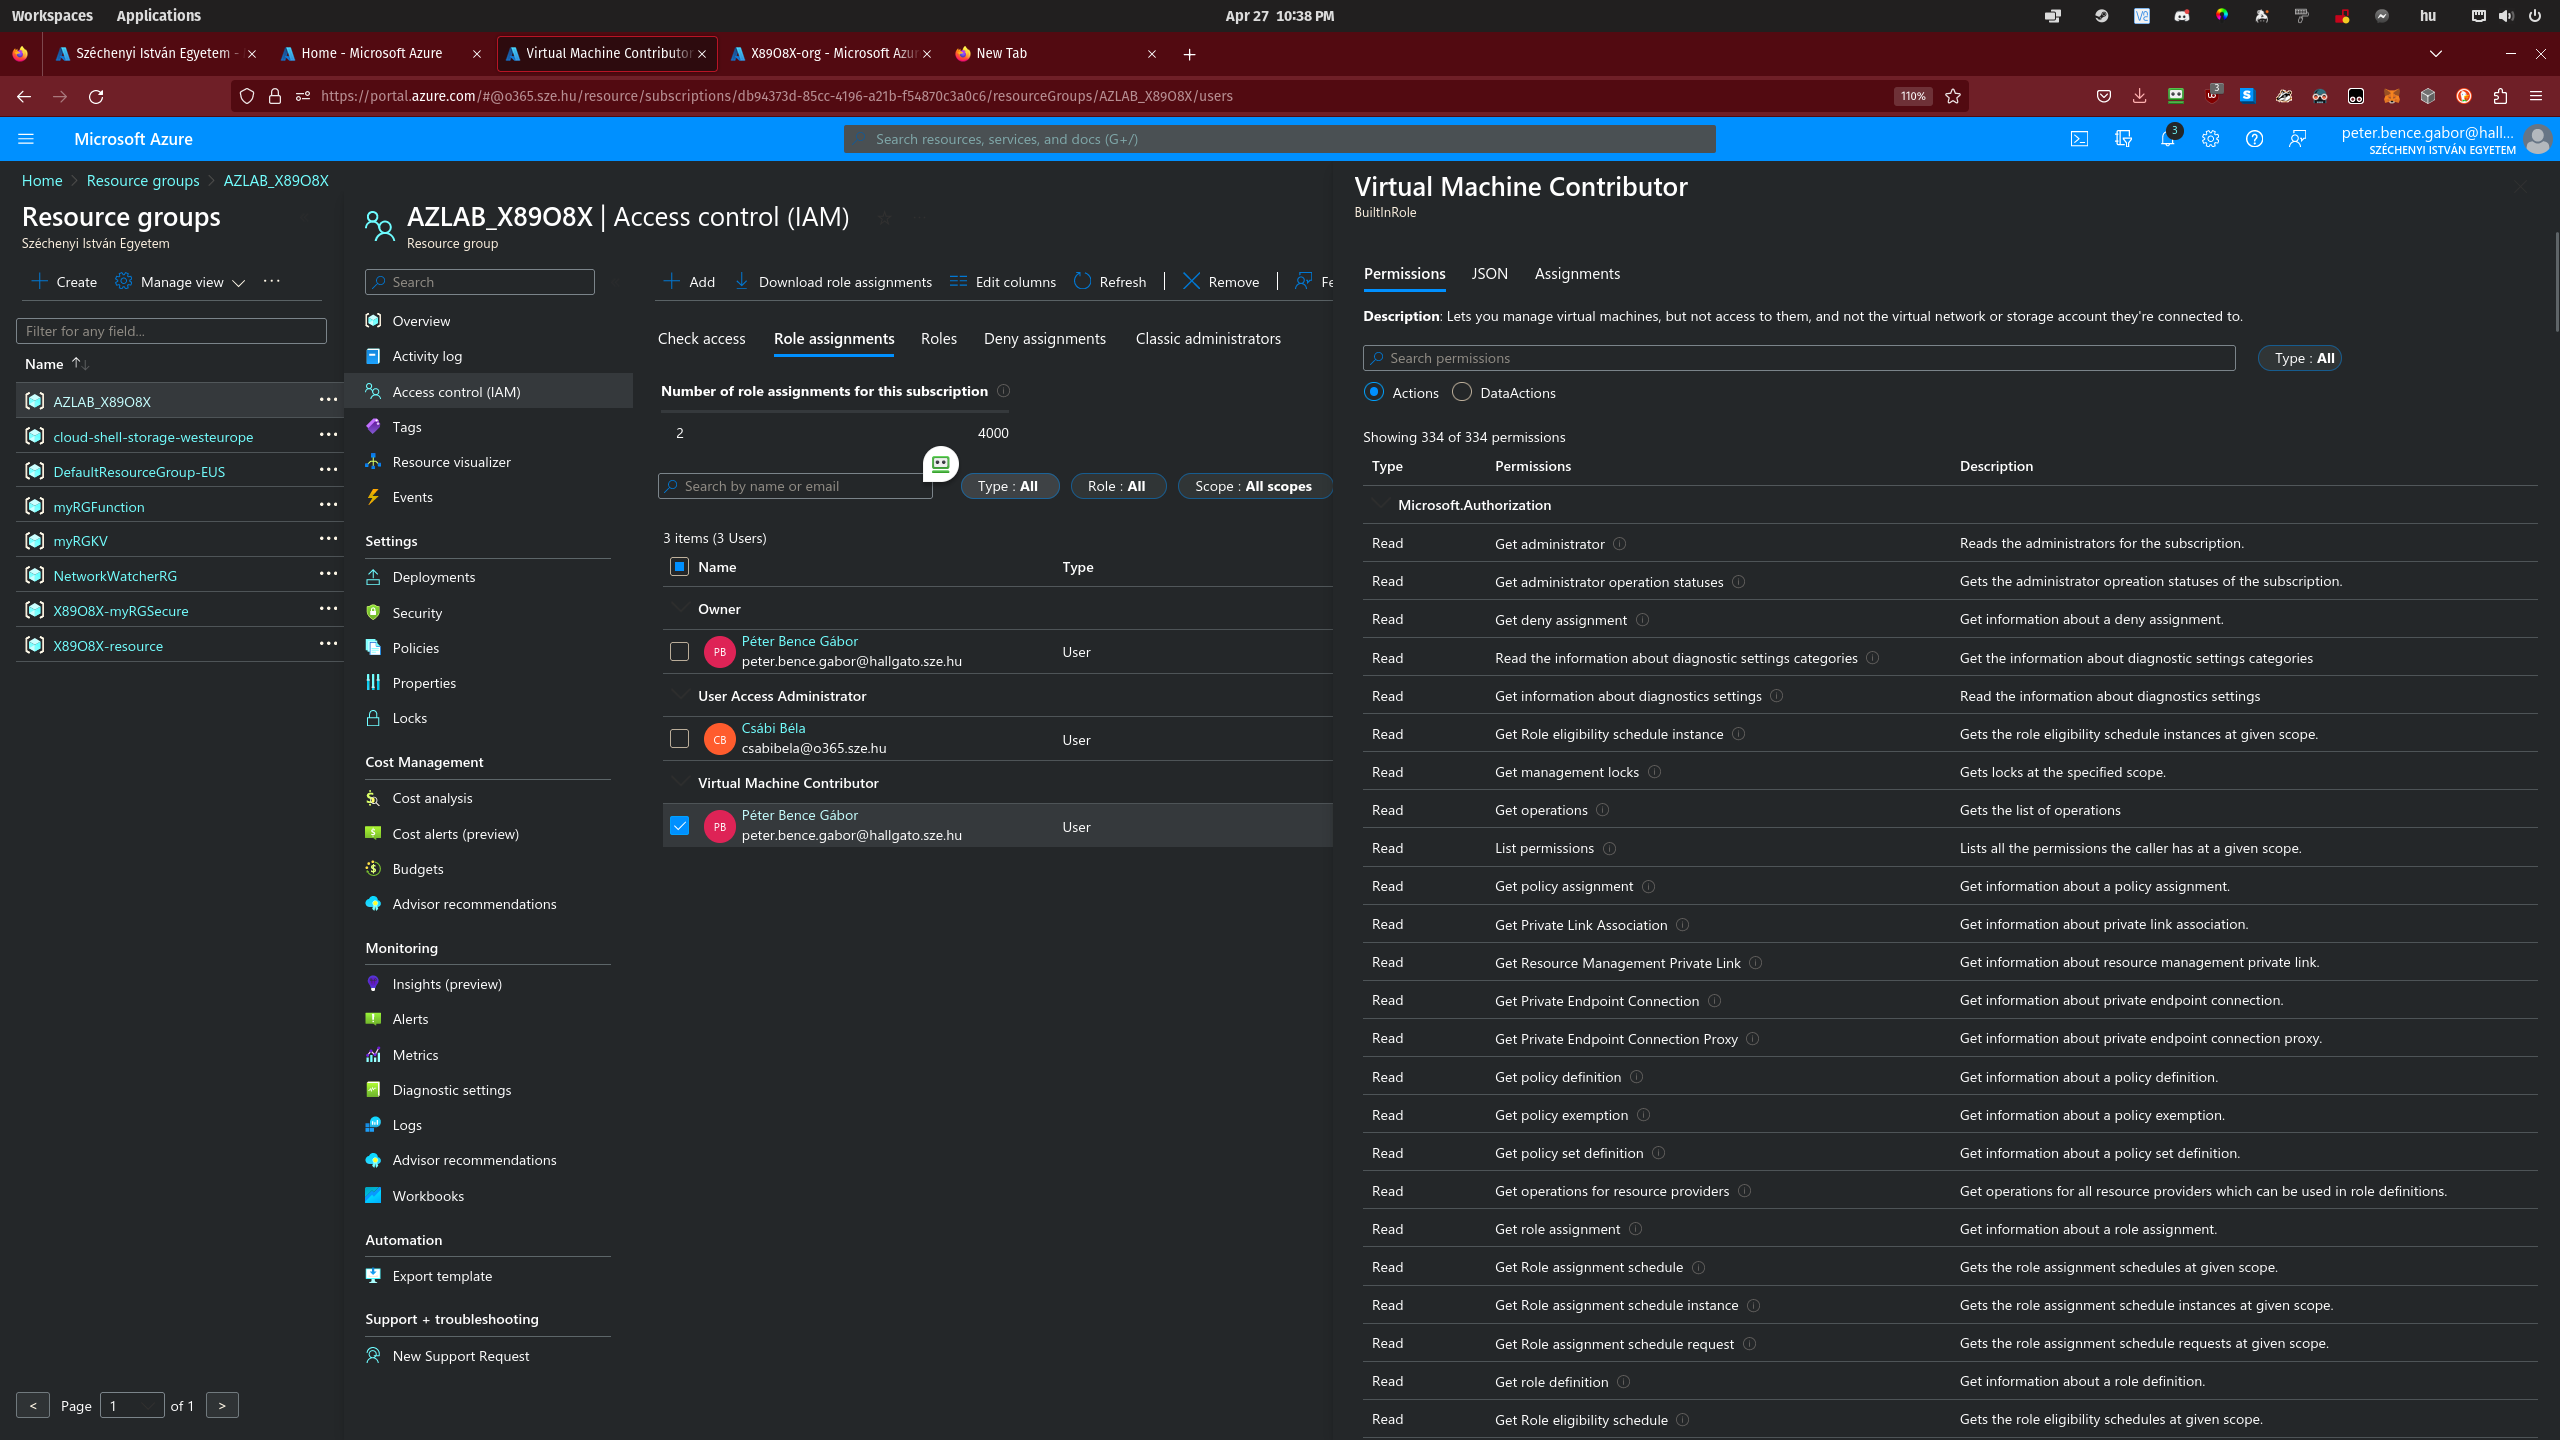 Workspaces Applications
Apr 27 10:38 PM
hu
Széchenyi István Egyetem -
Home - Microsoft Azure
Virtual Machine Contributor
X89O8X-org - Microsoft Azur
New Tab
https://portal.azure.com/#@o365.sze.hu/resource/subscriptions/db94373d-85cc-4196-a21b-f54870c3a0c6/resourceGroups/AZLAB_X89O8X/users
110%
3
Microsoft Azure
Search resources, services, and docs (G+/)
3
peter.bence.gabor@hall...
SZÉCHENYI ISTVÁN EGYETEM
Home > Resource groups > AZLAB_X89O8X
Resource groups
Széchenyi István Egyetem
Create
Manage view
...
Filter for any field...
Name
AZLAB_X89O8X
cloud-shell-storage-westeurope
DefaultResourceGroup-EUS
myRGFunction
myRGKV
NetworkWatcherRG
X89O8X-myRGSecure
X89O8X-resource
< Page 1 of 1 >
AZLAB_X89O8X | Access control (IAM)
Resource group
Search
Overview
Activity log
Access control (IAM)
Tags
Resource visualizer
Events
Settings
Deployments
Security
Policies
Properties
Locks
Cost Management
Cost analysis
Cost alerts (preview)
Budgets
Advisor recommendations
Monitoring
Insights (preview)
Alerts
Metrics
Diagnostic settings
Logs
Advisor recommendations
Workbooks
Automation
Export template
Support + troubleshooting
New Support Request
Add Download role assignments Edit columns Refresh | Remove | Fe
Check access Role assignments Roles Deny assignments Classic administrators
Number of role assignments for this subscription
2 4000
Search by name or email
Type : All Role : All Scope : All scopes
3 items (3 Users)
Name Type
Owner
PB Péter Bence Gábor
peter.bence.gabor@hallgato.sze.hu User
User Access Administrator
CB Csábi Béla
csabibela@o365.sze.hu User
Virtual Machine Contributor
PB Péter Bence Gábor
peter.bence.gabor@hallgato.sze.hu User
Virtual Machine Contributor
BuiltInRole
Permissions JSON Assignments
Description: Lets you manage virtual machines, but not access to them, and not the virtual network or storage account they're connected to.
Search permissions Type : All
Actions DataActions
Showing 334 of 334 permissions
Type Permissions Description
Microsoft.Authorization
Read Get administrator Reads the administrators for the subscription.
Read Get administrator operation statuses Gets the administrator opreation statuses of the subscription.
Read Get deny assignment Get information about a deny assignment.
Read Read the information about diagnostic settings categories Get the information about diagnostic settings categories
Read Get information about diagnostics settings Read the information about diagnostics settings
Read Get Role eligibility schedule instance Gets the role eligibility schedule instances at given scope.
Read Get management locks Gets locks at the specified scope.
Read Get operations Gets the list of operations
Read List permissions Lists all the permissions the caller has at a given scope.
Read Get policy assignment Get information about a policy assignment.
Read Get Private Link Association Get information about private link association.
Read Get Resource Management Private Link Get information about resource management private link.
Read Get Private Endpoint Connection Get information about private endpoint connection.
Read Get Private Endpoint Connection Proxy Get information about private endpoint connection proxy.
Read Get policy definition Get information about a policy definition.
Read Get policy exemption Get information about a policy exemption.
Read Get policy set definition Get information about a policy set definition.
Read Get operations for resource providers Get operations for all resource providers which can be used in role definitions.
Read Get role assignment Get information about a role assignment.
Read Get Role assignment schedule Gets the role assignment schedules at given scope.
Read Get Role assignment schedule instance Gets the role assignment schedule instances at given scope.
Read Get Role assignment schedule request Gets the role assignment schedule requests at given scope.
Read Get role definition Get information about a role definition.
Read Get Role eligibility schedule Gets the role eligibility schedules at given scope.